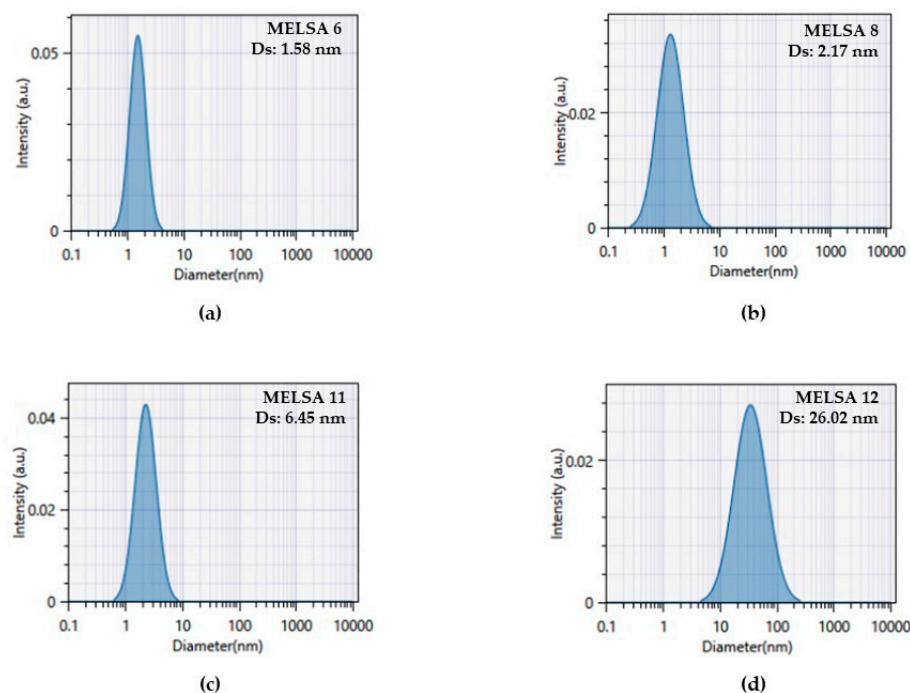 MELSA 6
Ds: 1.58 nm
0.05
0
Intensity (a.u.)
0.1 1 10 100 1000 10000
Diameter(nm)
(a)
MELSA 8
Ds: 2.17 nm
0.02
0
Intensity (a.u.)
0.1 1 10 100 1000 10000
Diameter(nm)
(b)
MELSA 11
Ds: 6.45 nm
0.04
0.02
0
Intensity (a.u.)
0.1 1 10 100 1000 10000
Diameter(nm)
(c)
MELSA 12
Ds: 26.02 nm
0.02
0
Intensity (a.u.)
0.1 1 10 100 1000 10000
Diameter(nm)
(d)